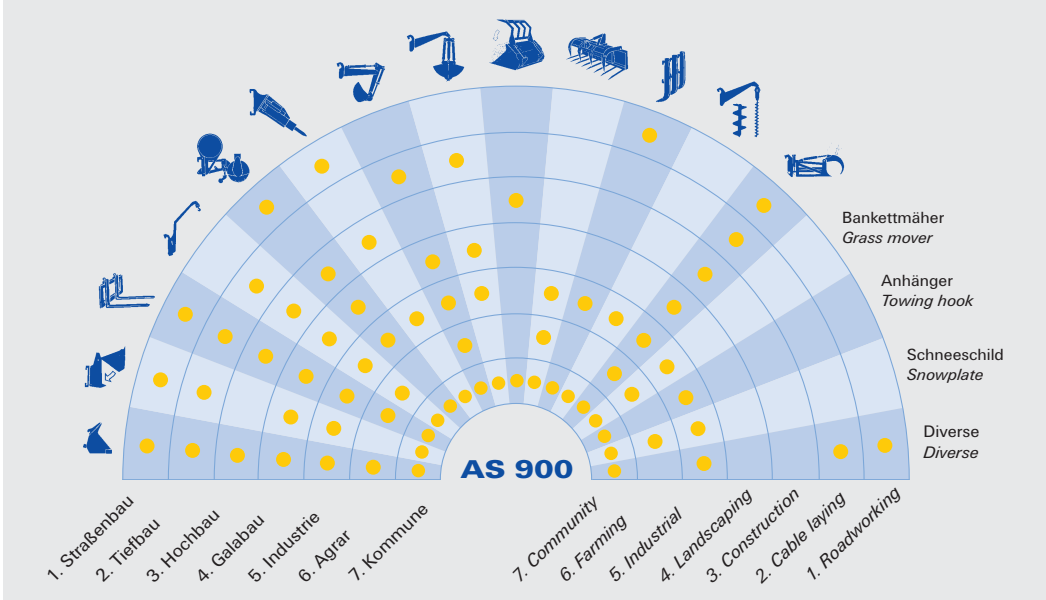 Bankettmäher
Grass mover
Anhänger
Towing hook
Schneeschild
Snowplate
Diverse
Diverse
AS 900
1. Straßenbau
2. Tiefbau
3. Hochbau
4. Galabau
5. Industrie
6. Agrar
7. Kommune
7. Community
6. Farming
5. Industrial
4. Landscaping
3. Construction
2. Cable laying
1. Roadworking